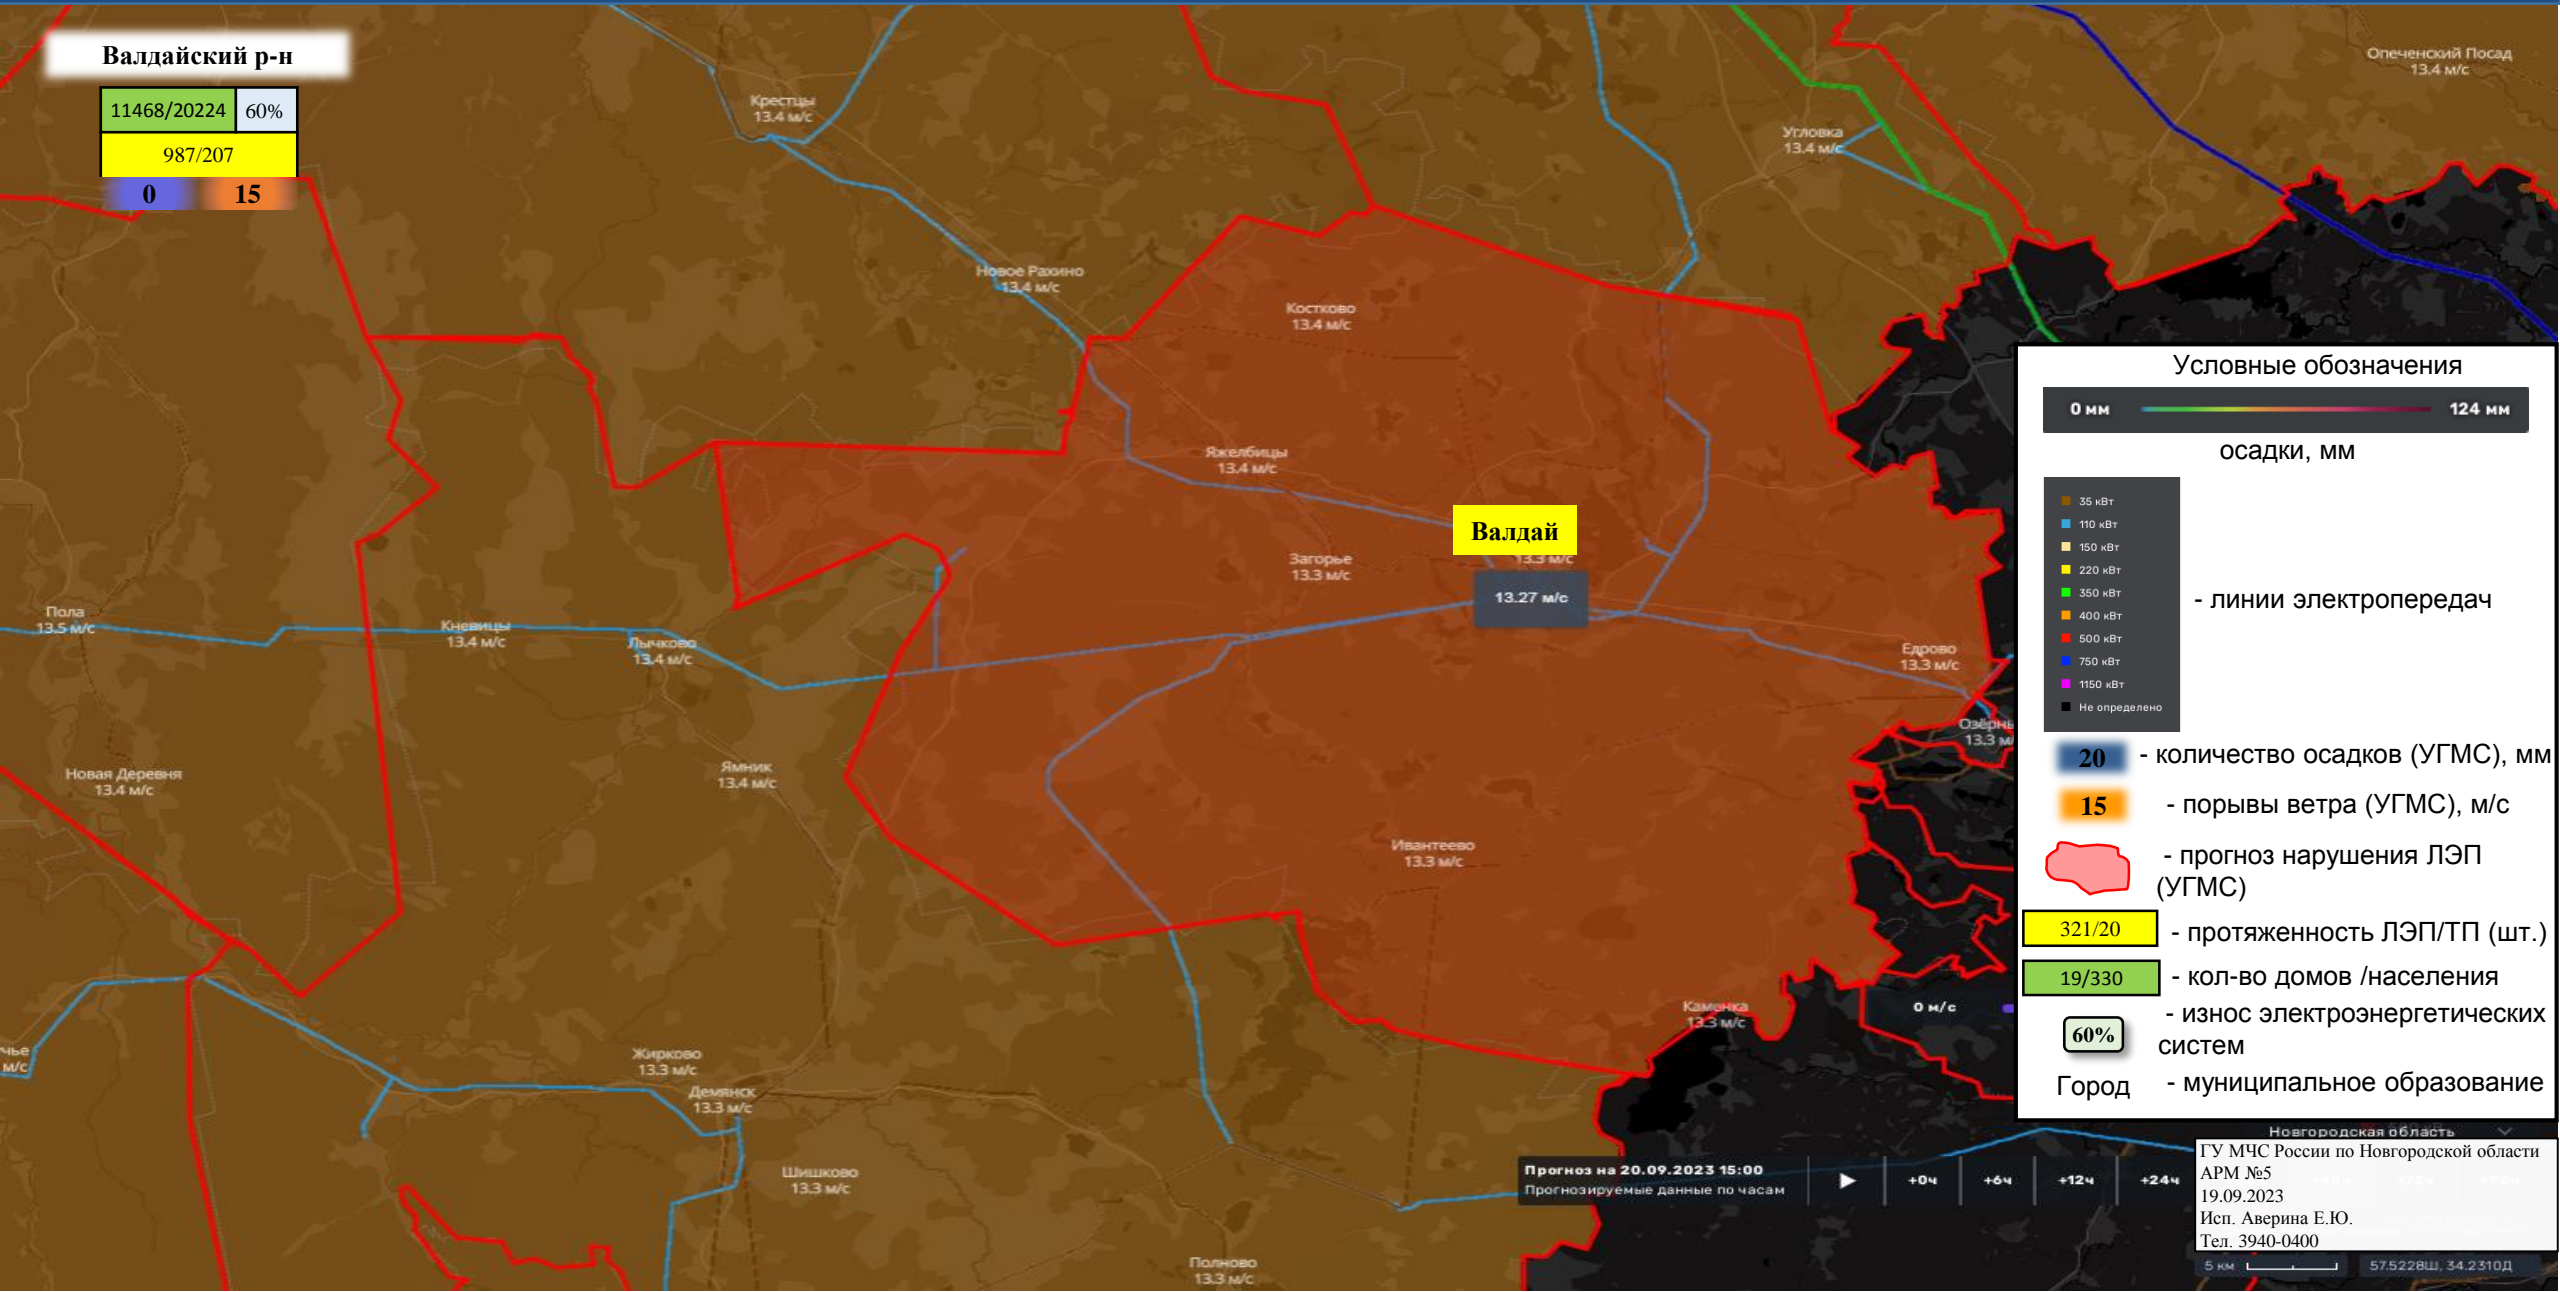 Валдайский р-н
11468/20224 60%
987/207
0 15
Опеченский Посад
13.4 м/с
Крестцы
13.4 м/с
Угловка
13.4 м/с
Новое Рахино
13.4 м/с
Костково
13.4 м/с
Яжелбицы
13.4 м/с
Валдай
13.3 м/с
Загорье
13.3 м/с
13.27 м/с
Пола
13.5 м/с
Кневицы
13.4 м/с
Лычково
13.4 м/с
Едрово
13.3 м/с
Озёрны
13.3 м/
Новая Деревня
13.4 м/с
Ямник
13.4 м/с
Ивантеево
13.3 м/с
Каменка
13.3 м/с
0 м/с
чье
м/с
Жирково
13.3 м/с
Демянск
13.3 м/с
Шишково
13.3 м/с
Полново
13.3 м/с
Условные обозначения
0 мм 124 мм
осадки, мм
35 кВт
110 кВт
150 кВт
220 кВт
350 кВт
400 кВт
500 кВт
750 кВт
1150 кВт
Не определено
- линии электропередач
20 - количество осадков (УГМС), мм
15 - порывы ветра (УГМС), м/с
- прогноз нарушения ЛЭП
(УГМС)
321/20 - протяженность ЛЭП/ТП (шт.)
19/330 - кол-во домов /населения
60% - износ электроэнергетических
систем
Город - муниципальное образование
Новгородская область
Прогноз на 20.09.2023 15:00
Прогнозируемые данные по часам
+0ч +6ч +12ч +24ч
ГУ МЧС России по Новгородской области
АРМ №5
19.09.2023
Исп. Аверина Е.Ю.
Тел. 3940-0400
5 км 57.5228Ш, 34.2310Д